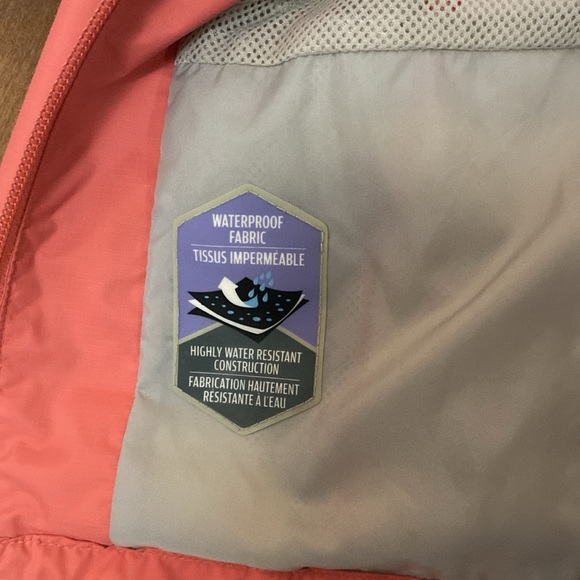 WATERPROOF
FABRIC
TISSUS IMPERMÉABLE
HIGHLY WATER RESISTANT
CONSTRUCTION
FABRICATION HAUTEMENT
RÉSISTANTE À L'EAU